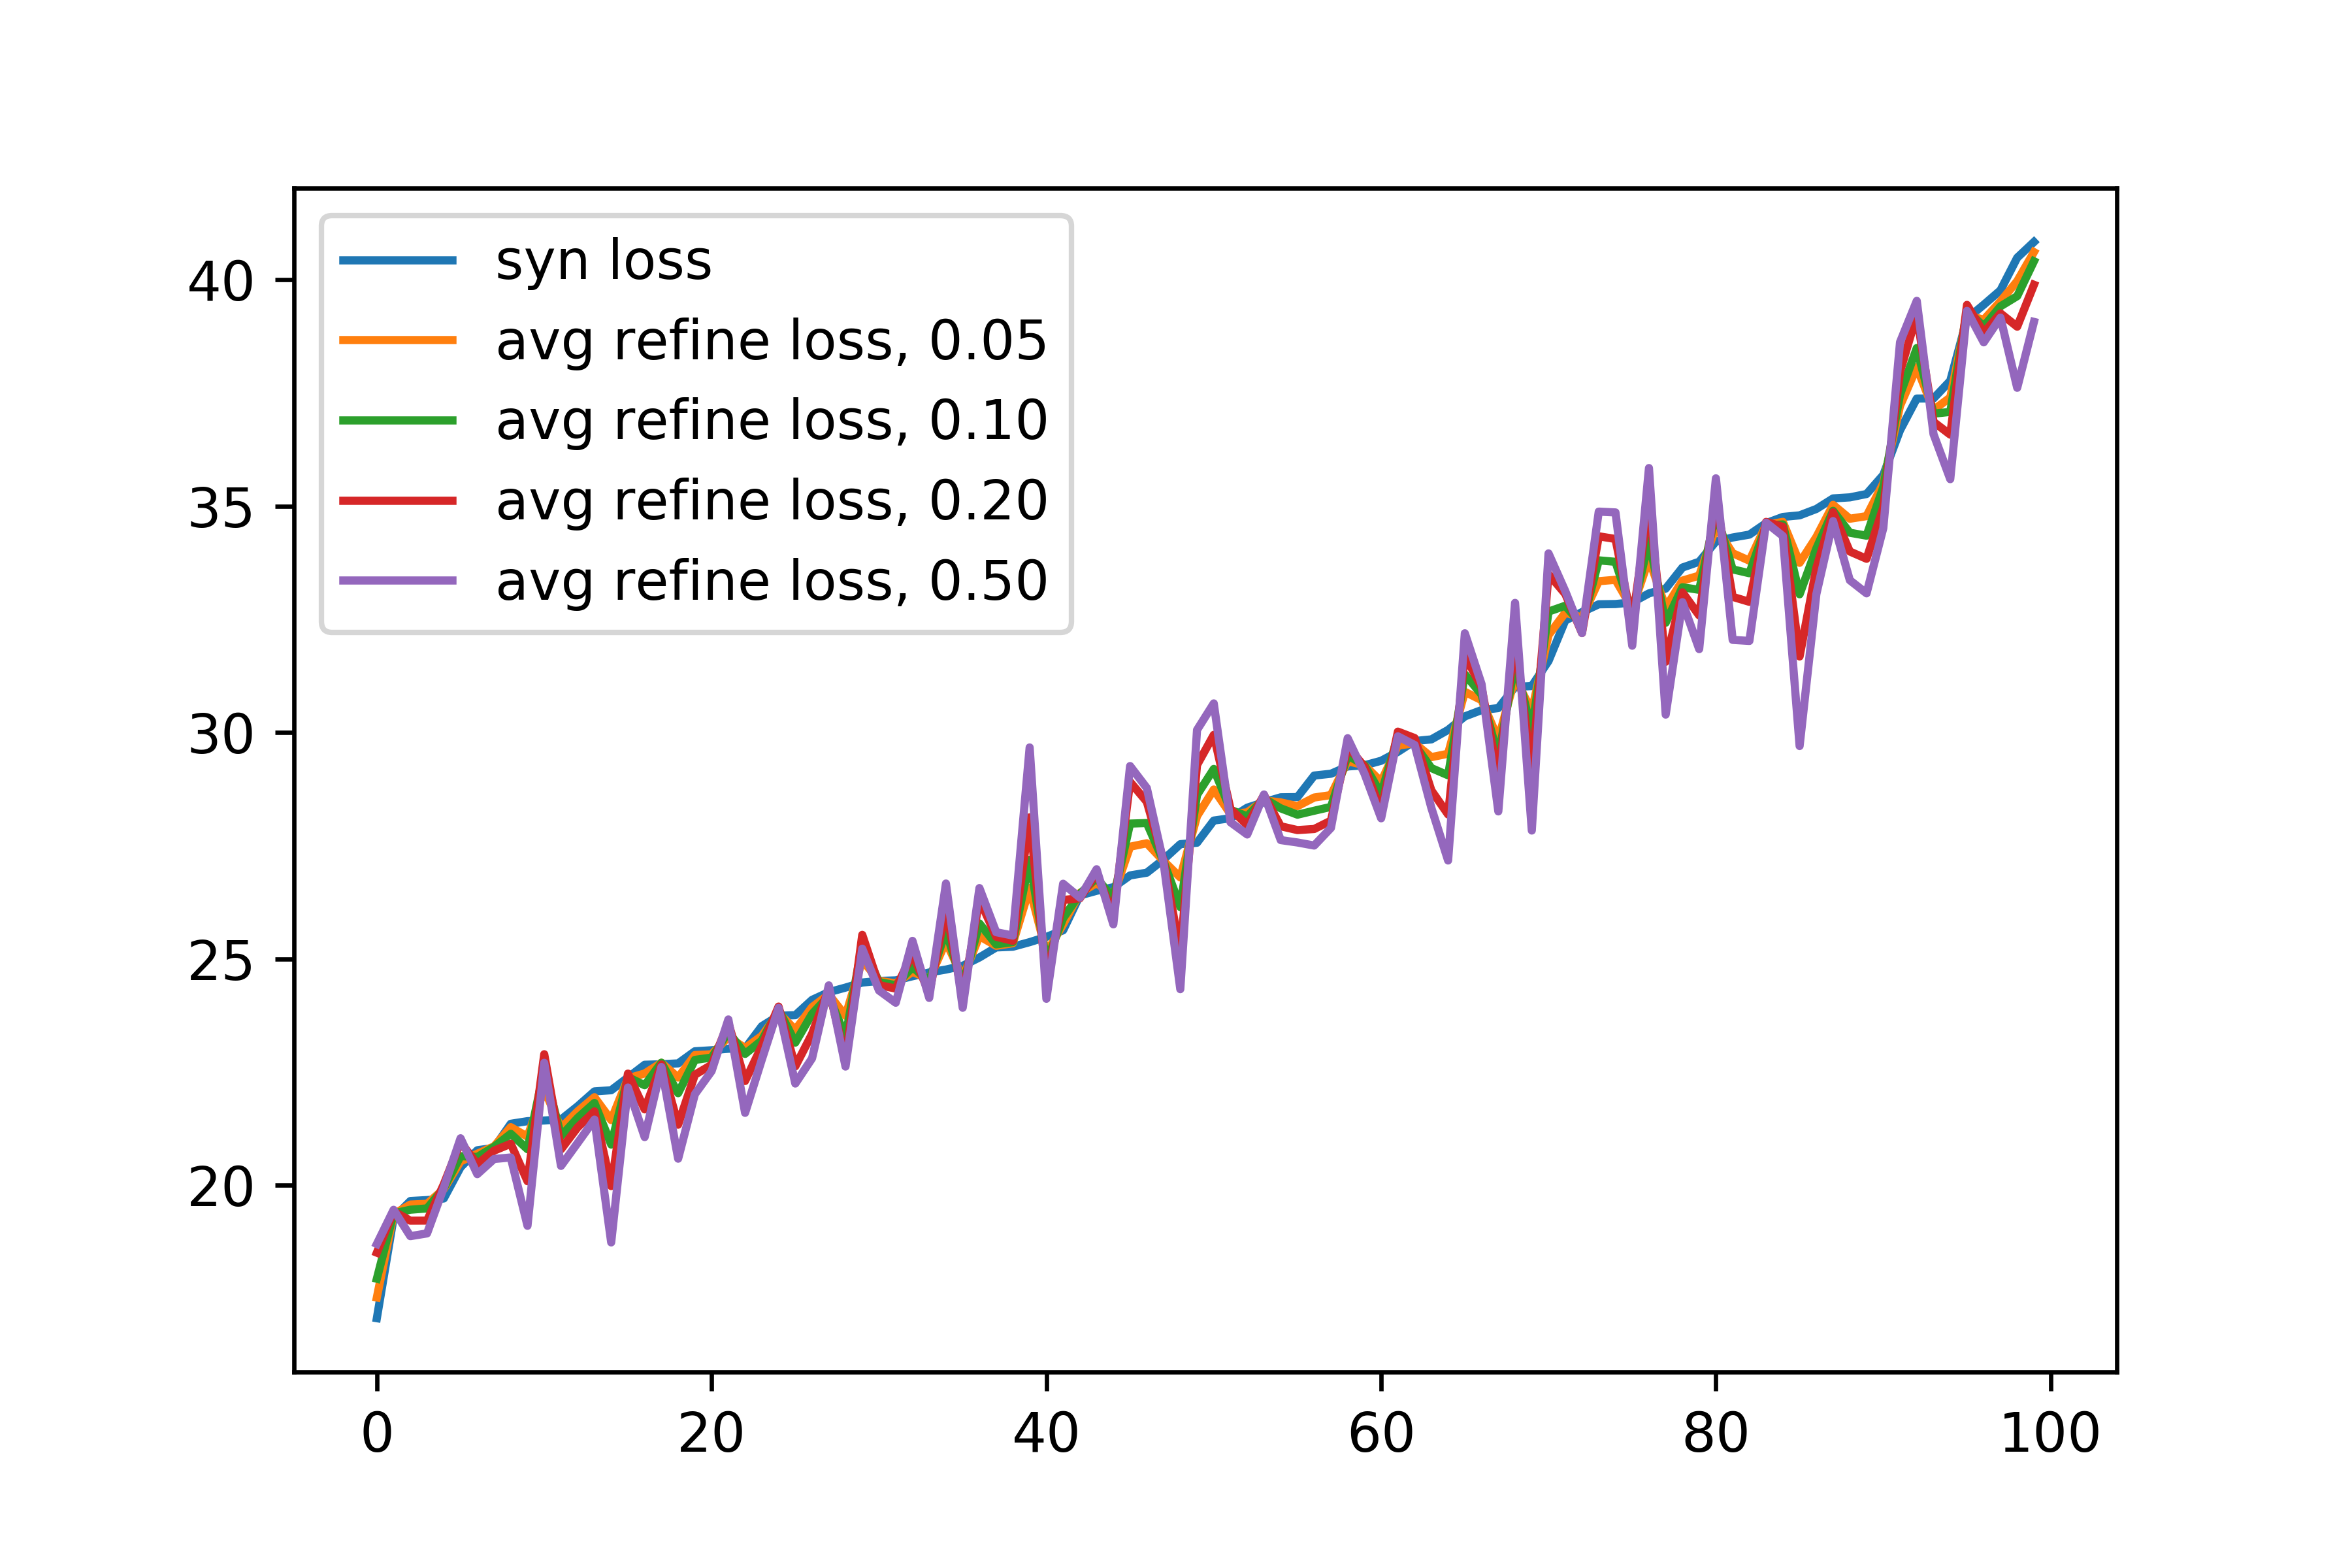 syn loss
avg refine loss, 0.05
avg refine loss, 0.10
avg refine loss, 0.20
avg refine loss, 0.50
40
35
30
25
20
0 20 40 60 80 100